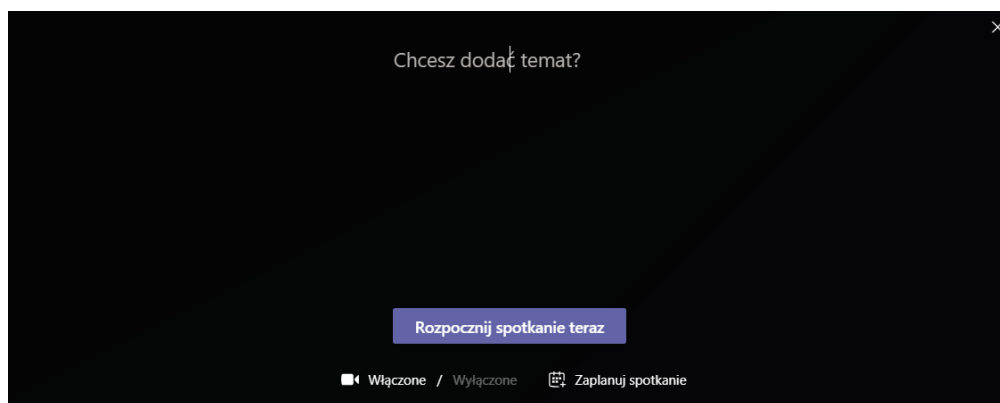 Chcesz dodać temat?
Rozpocznij spotkanie teraz
Włączone / Wyłączone Zaplanuj spotkanie